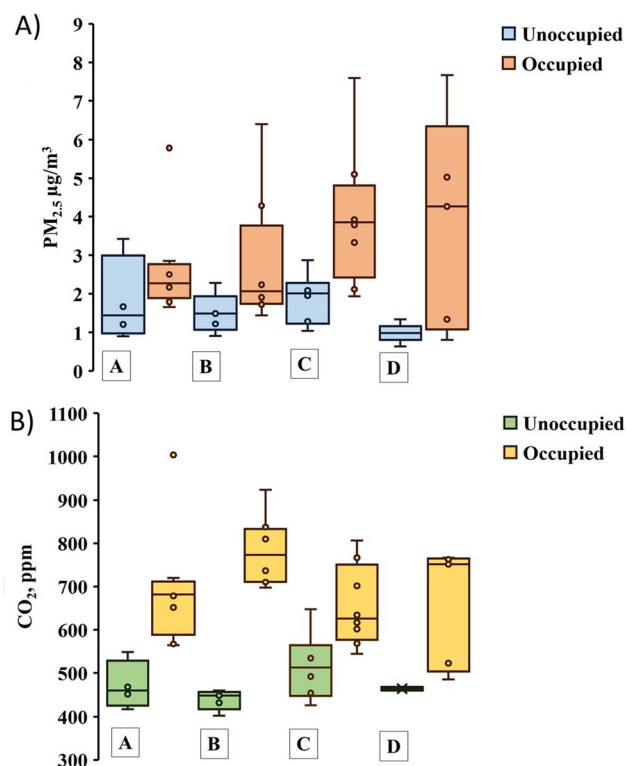 A)
Unoccupied
Occupied
PM2.5 µg/m³
9
8
7
6
5
4
3
2
1
0
A
B
C
D
B)
Unoccupied
Occupied
CO2, ppm
1100
1000
900
800
700
600
500
400
300
A
B
C
D